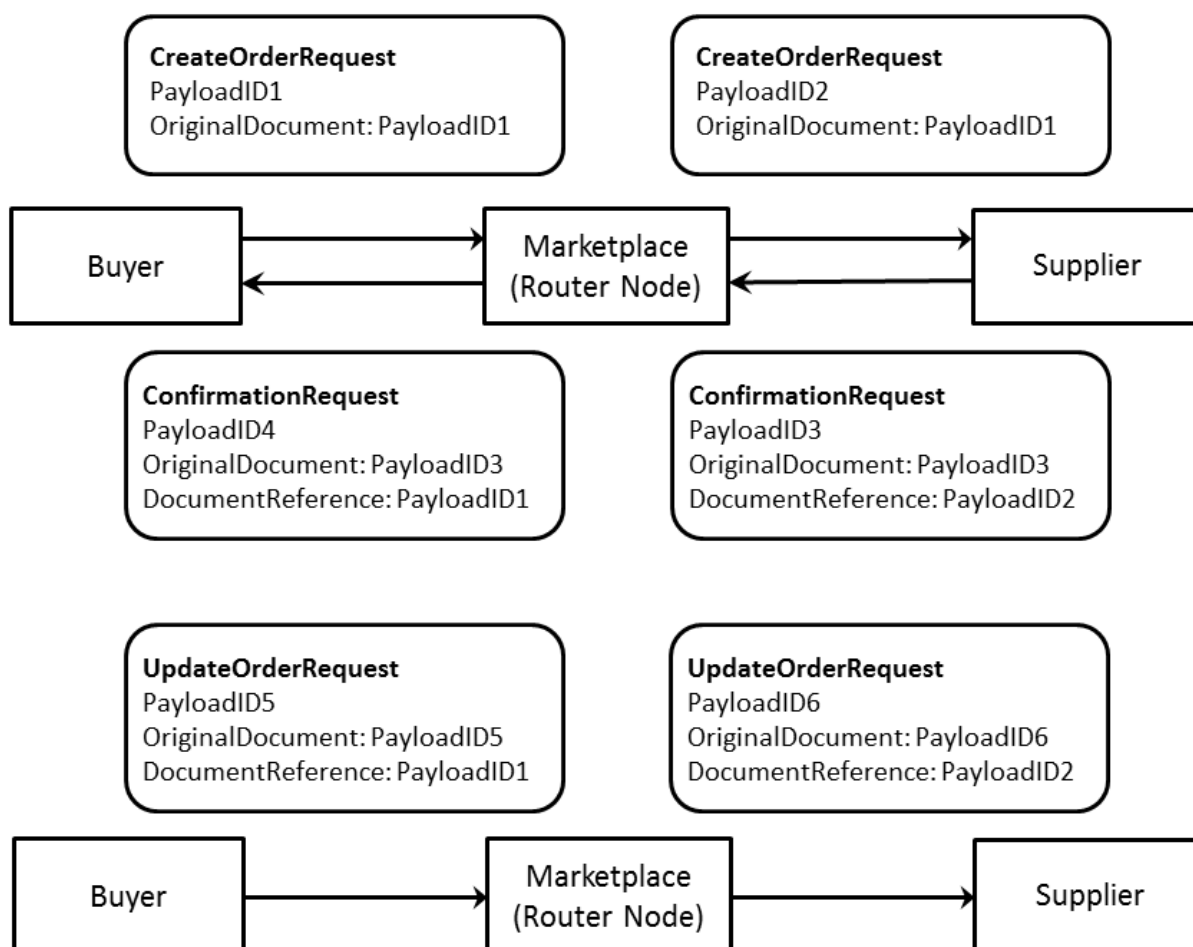 CreateOrderRequest
PayloadID1
OriginalDocument: PayloadID1
CreateOrderRequest
PayloadID2
OriginalDocument: PayloadID1
Buyer
Marketplace
(Router Node)
Supplier
ConfirmationRequest
PayloadID4
OriginalDocument: PayloadID3
DocumentReference: PayloadID1
ConfirmationRequest
PayloadID3
OriginalDocument: PayloadID3
DocumentReference: PayloadID2
UpdateOrderRequest
PayloadID5
OriginalDocument: PayloadID5
DocumentReference: PayloadID1
UpdateOrderRequest
PayloadID6
OriginalDocument: PayloadID6
DocumentReference: PayloadID2
Buyer
Marketplace
(Router Node)
Supplier